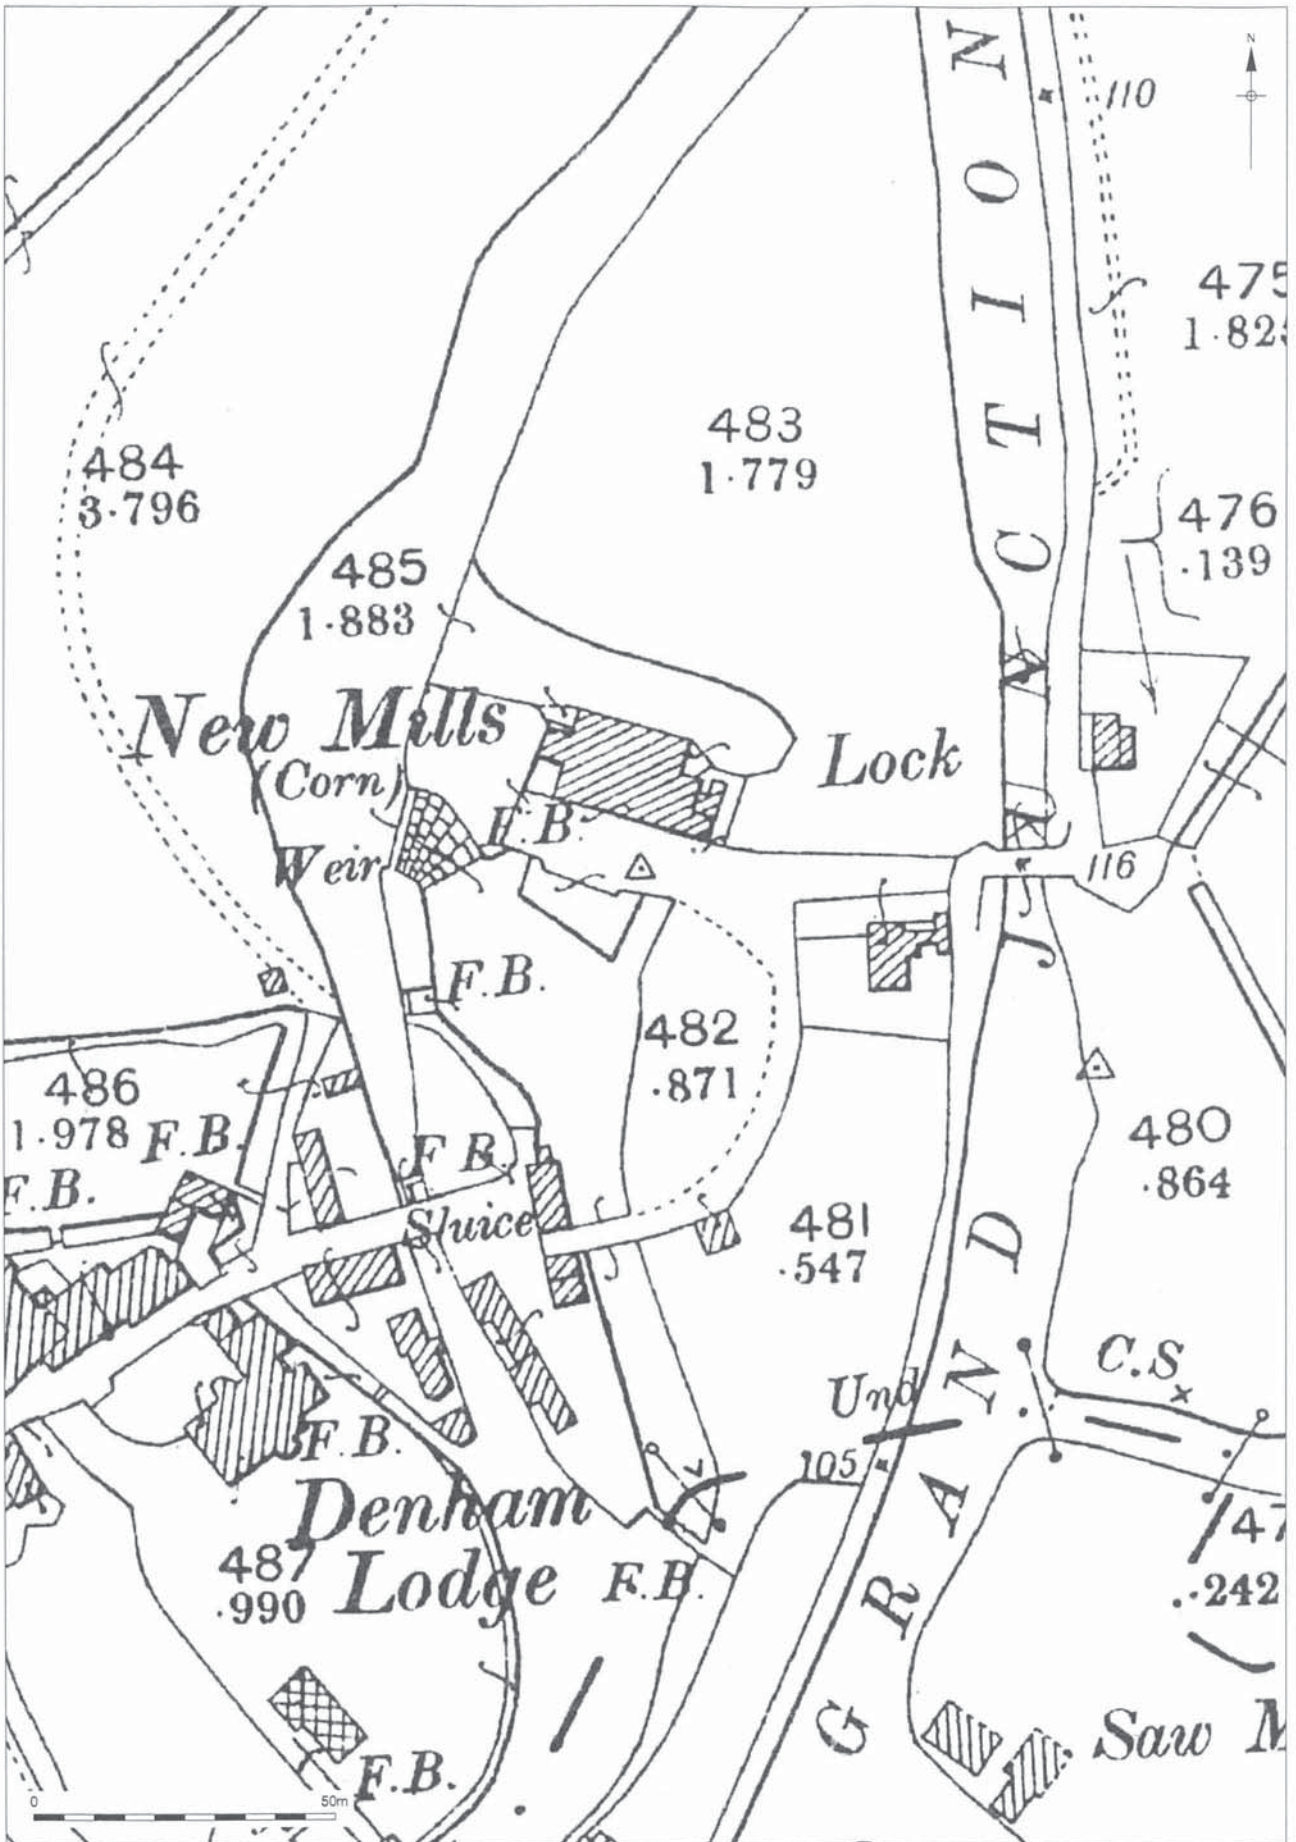 N
110
475
483
1·779
484
3·796
476
·139
485
1·883
New Mills
(Corn)
Lock
F.B.
Weir
116
F.B.
482
·871
486
1·978
F.B.
F.B.
480
·864
F.B.
Sluice
481
·547
C.S
Und
105
F.B.
Denham
Lodge
487
·990
F.B.
·242
GRAND JUNCTION
Saw M
F.B.
0 50m